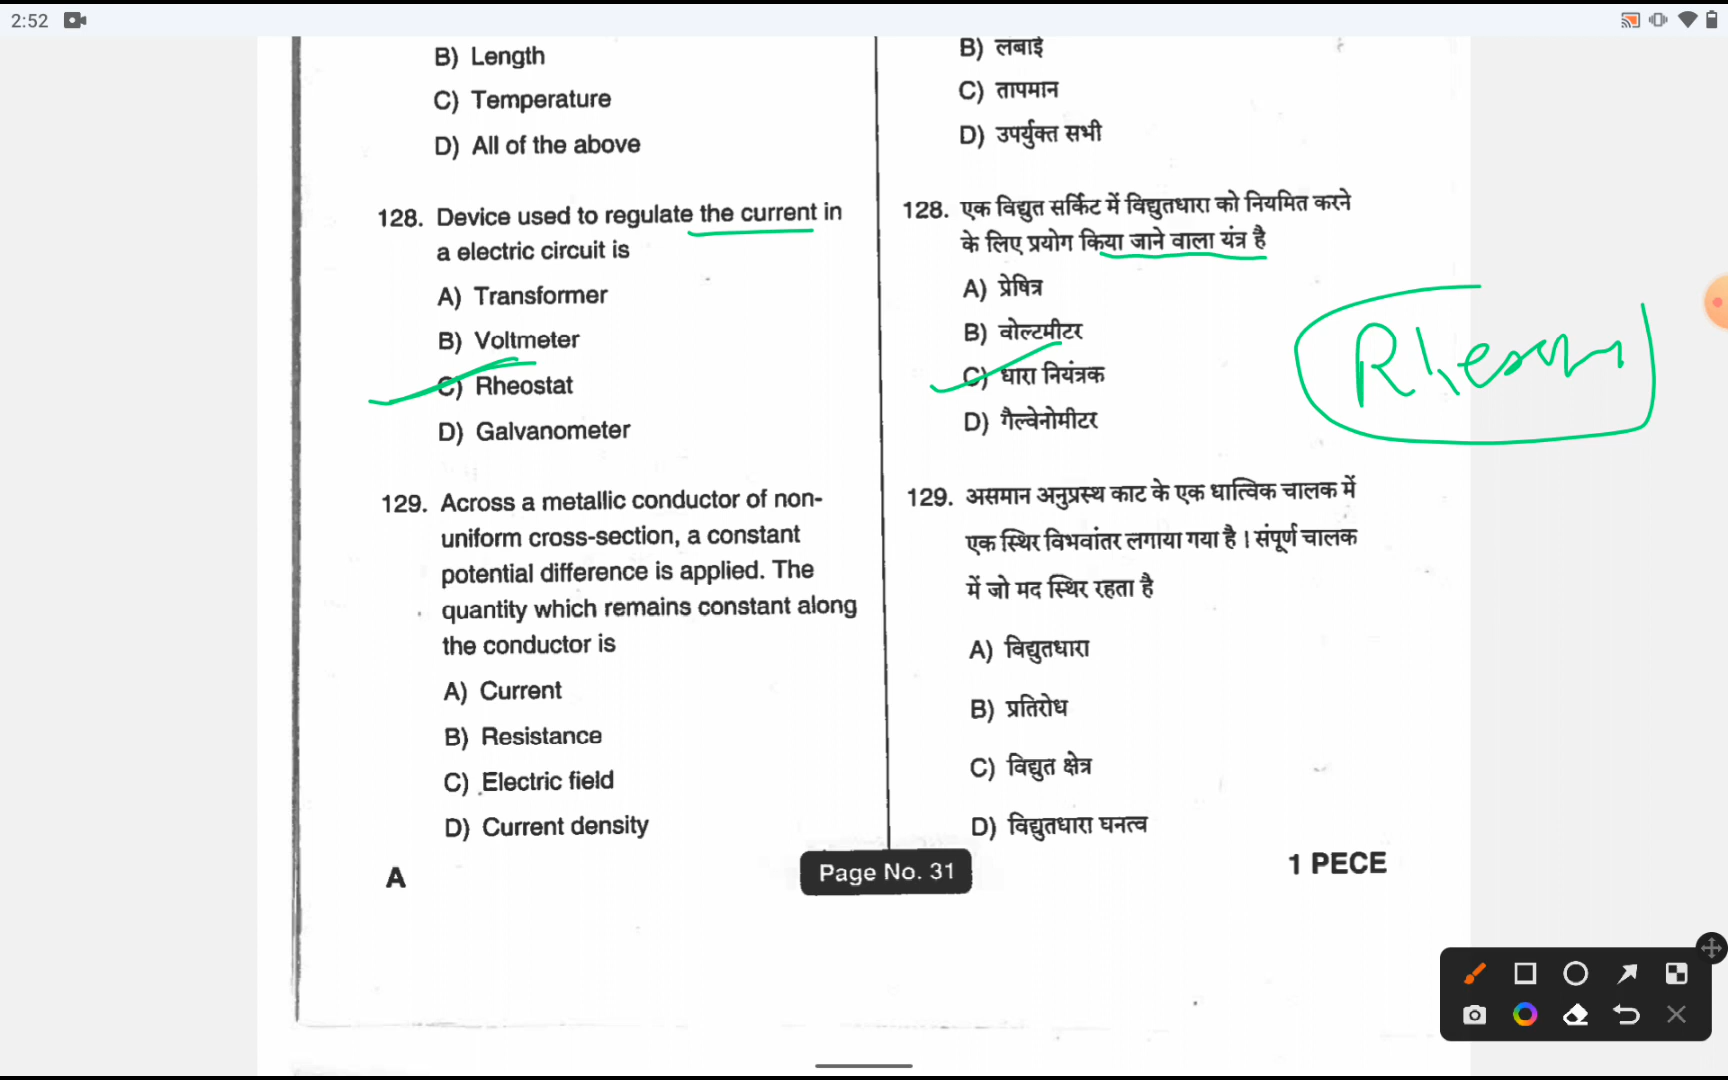 2:52
B) Length
C) Temperature
D) All of the above
128. Device used to regulate the current in
a electric circuit is
A) Transformer
B) Voltmeter
C) Rheostat
D) Galvanometer
129. Across a metallic conductor of non-
uniform cross-section, a constant
potential difference is applied. The
quantity which remains constant along
the conductor is
A) Current
B) Resistance
C) Electric field
D) Current density
B) लंबाई
C) तापमान
D) उपर्युक्त सभी
128. एक विद्युत सर्किट में विद्युतधारा को नियमित करने
के लिए प्रयोग किया जाने वाला यंत्र है
A) प्रेषित्र
B) वोल्टमीटर
C) धारा नियंत्रक
D) गैल्वेनोमीटर
129. असमान अनुप्रस्थ काट के एक धात्विक चालक में
एक स्थिर विभवांतर लगाया गया है । संपूर्ण चालक
में जो मद स्थिर रहता है
A) विद्युतधारा
B) प्रतिरोध
C) विद्युत क्षेत्र
D) विद्युतधारा घनत्व
A
Page No. 31
1 PECE